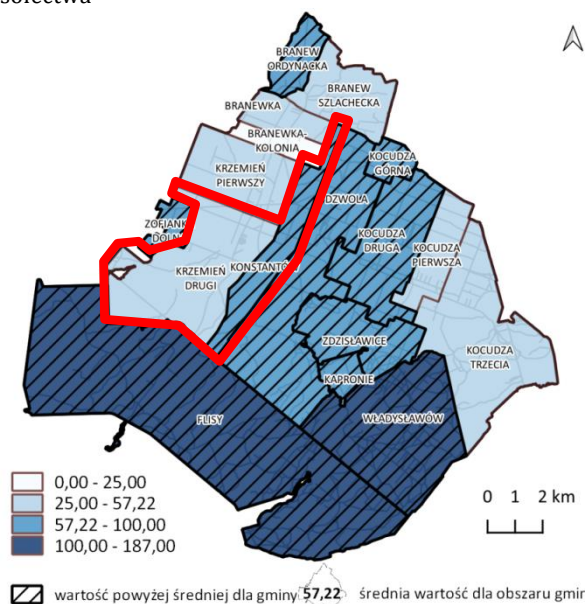 sołectwa
BRANEW
ORDYNACKA
BRANEW
SZLACHECKA
BRANEWKA
BRANEWKA-
KOLONIA
KOCUDZA
GÓRNA
KRZEMIEŃ
PIERWSZY
DZWOLA
ZOFIANKA
DOLNA
KOCUDZA
DRUGA
KOCUDZA
PIERWSZA
KRZEMIEŃ
DRUGI
KONSTANTÓW
ZDZISŁAWICE
KOCUDZA
TRZECIA
KAPRONIE
FLISY
WŁADYSŁAWÓW
0,00 - 25,00
25,00 - 57,22
57,22 - 100,00
100,00 - 187,00
0 1 2 km
wartość powyżej średniej dla gminy 57,22 średnia wartość dla obszaru gmin